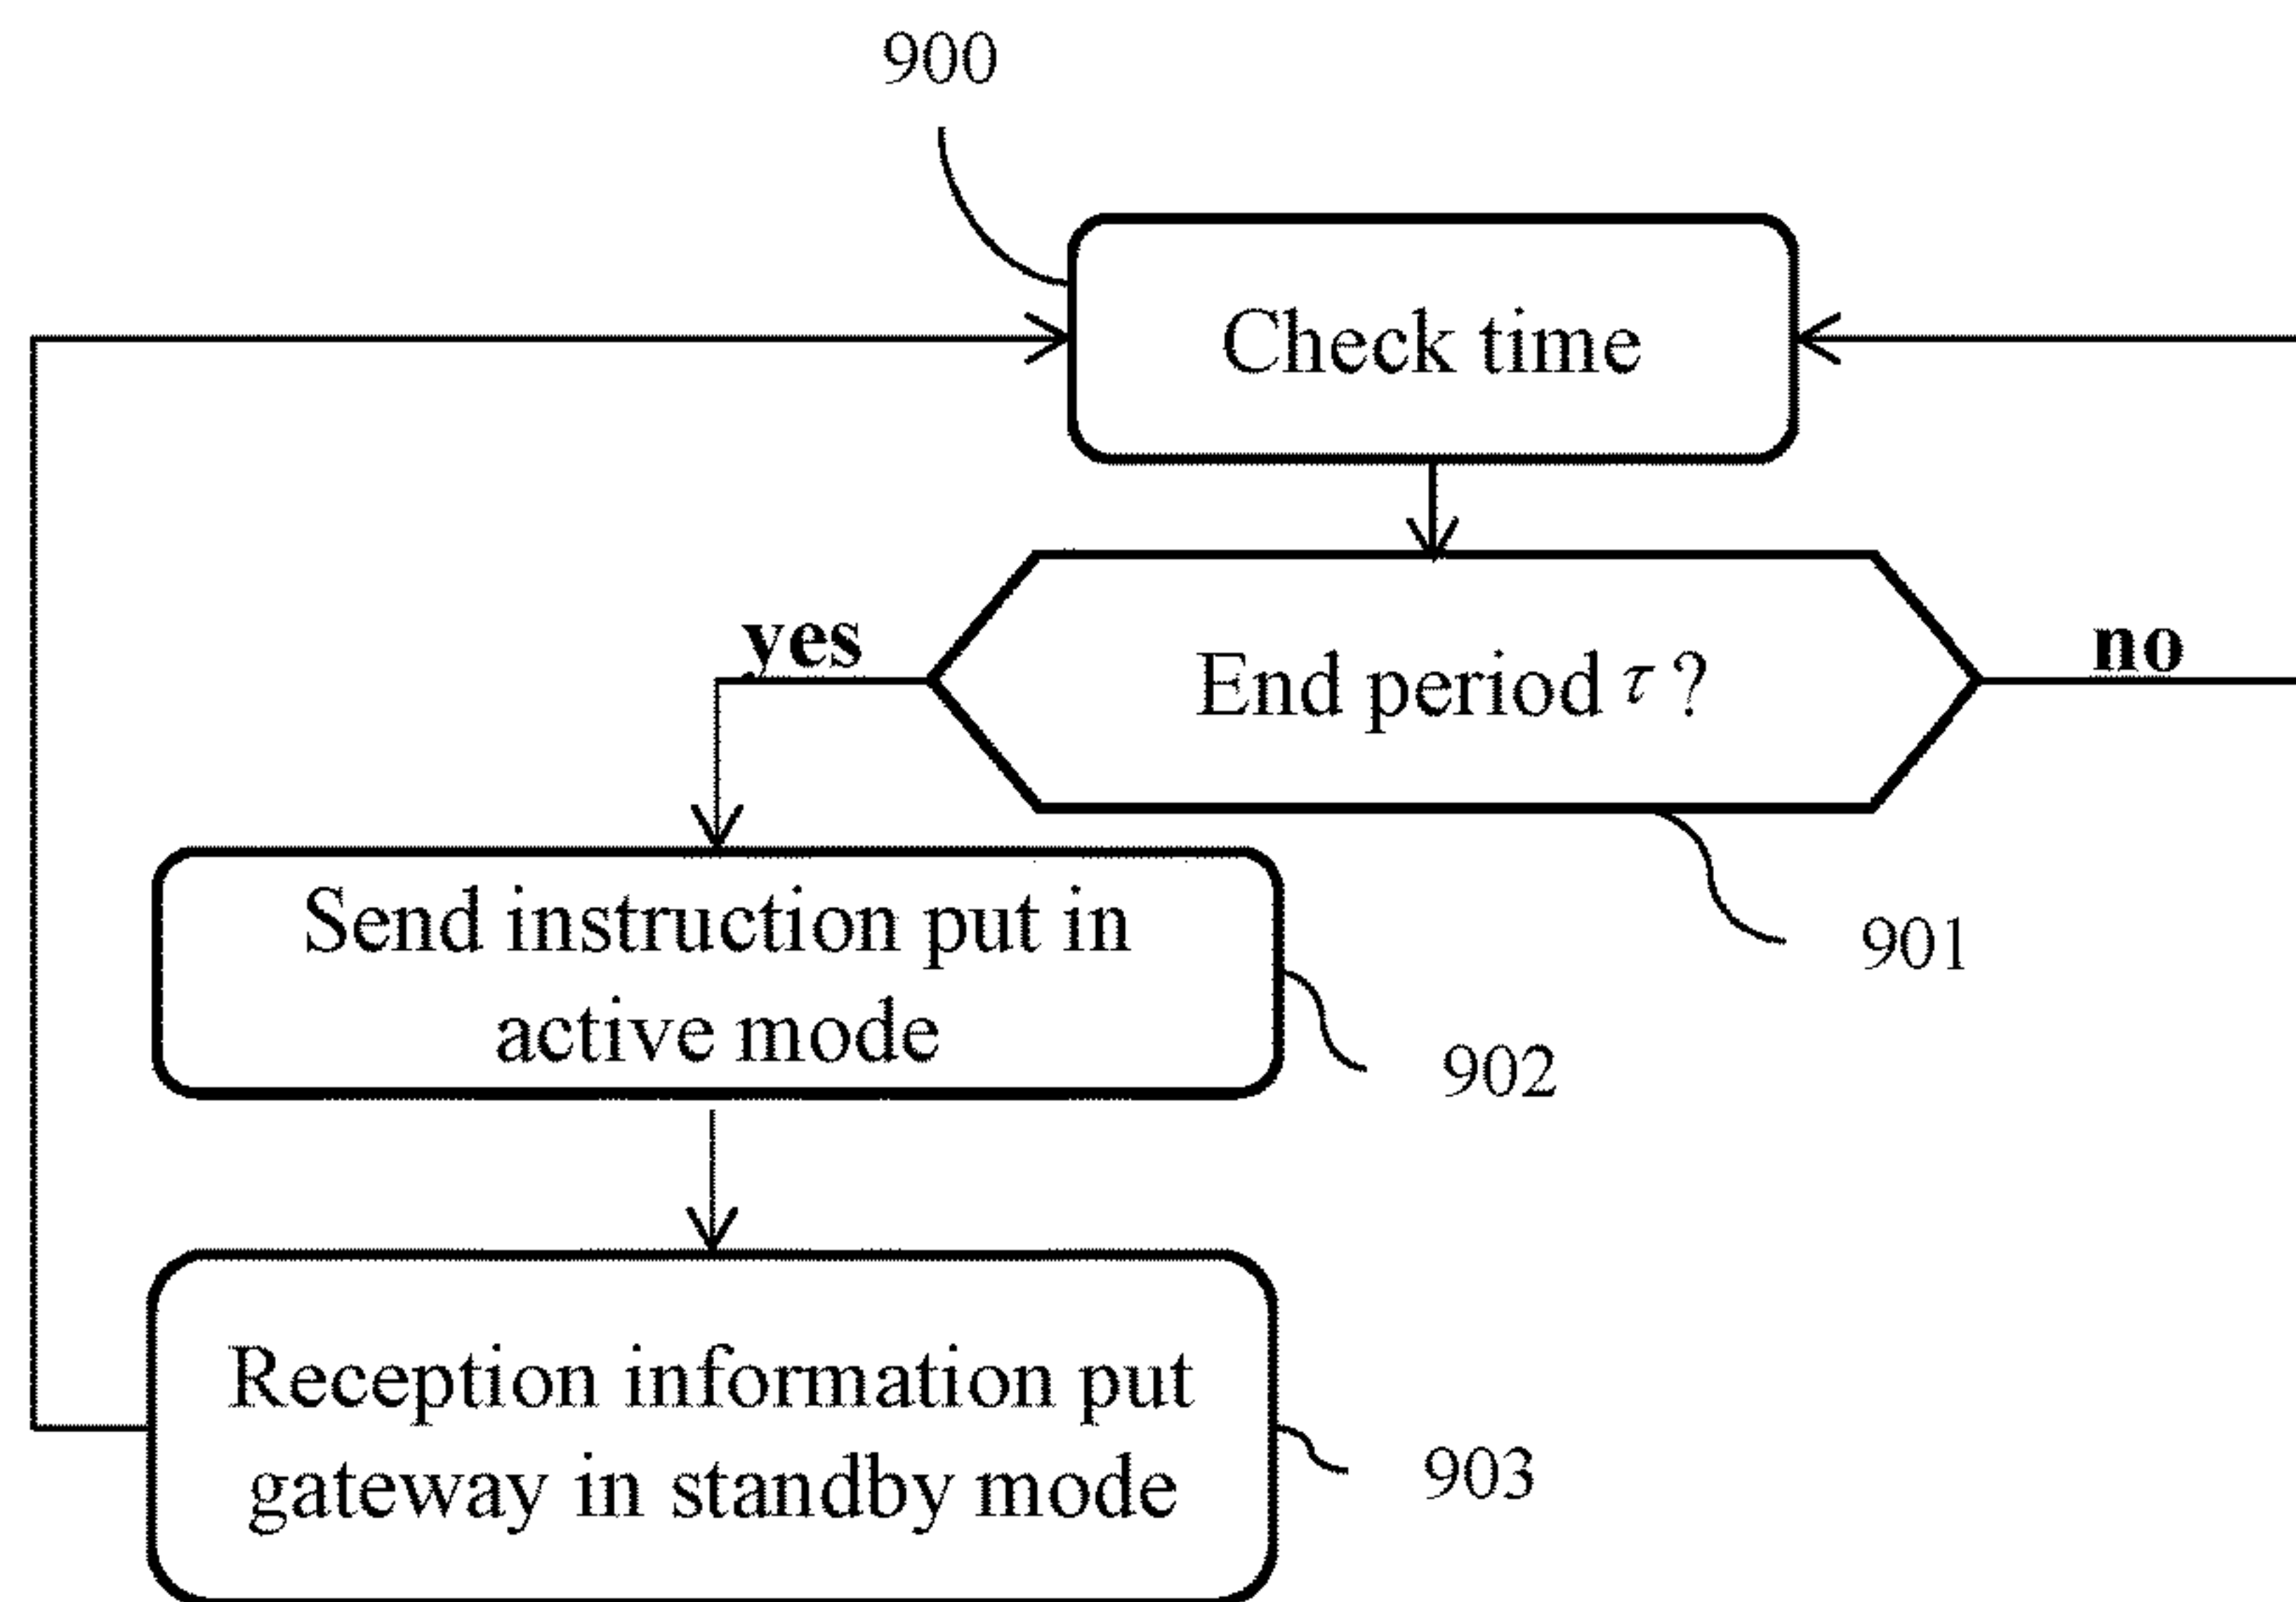 900
Check time
yes
End period τ ?
no
901
Send instruction put in
active mode
902
Reception information put
gateway in standby mode
903